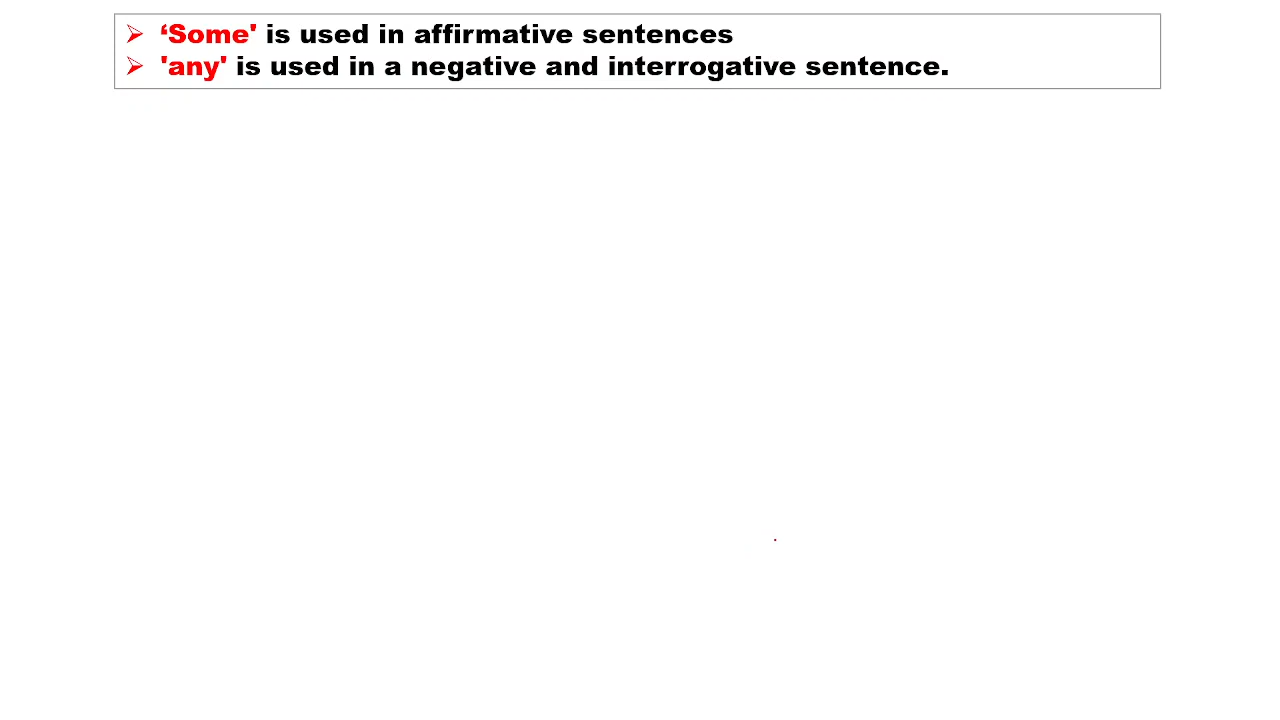 ➢ ‘Some' is used in affirmative sentences
➢ 'any' is used in a negative and interrogative sentence.